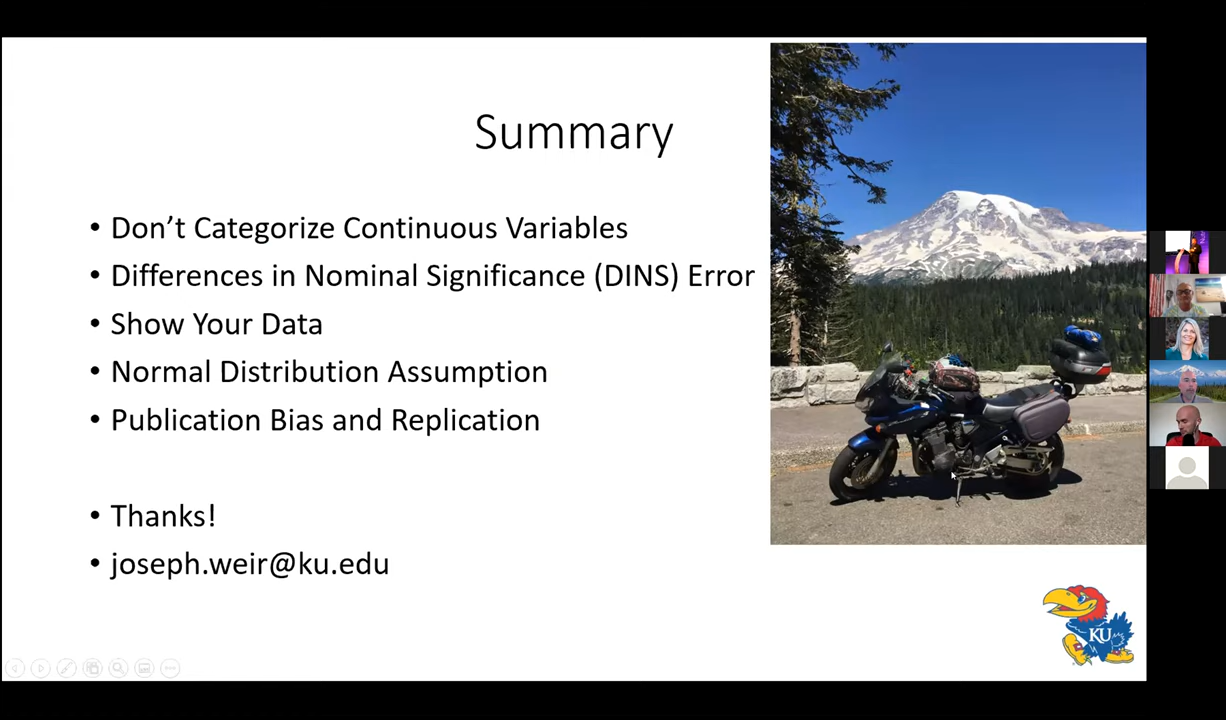 Summary
• Don’t Categorize Continuous Variables
• Differences in Nominal Significance (DINS) Error
• Show Your Data
• Normal Distribution Assumption
• Publication Bias and Replication
• Thanks!
• joseph.weir@ku.edu
KU